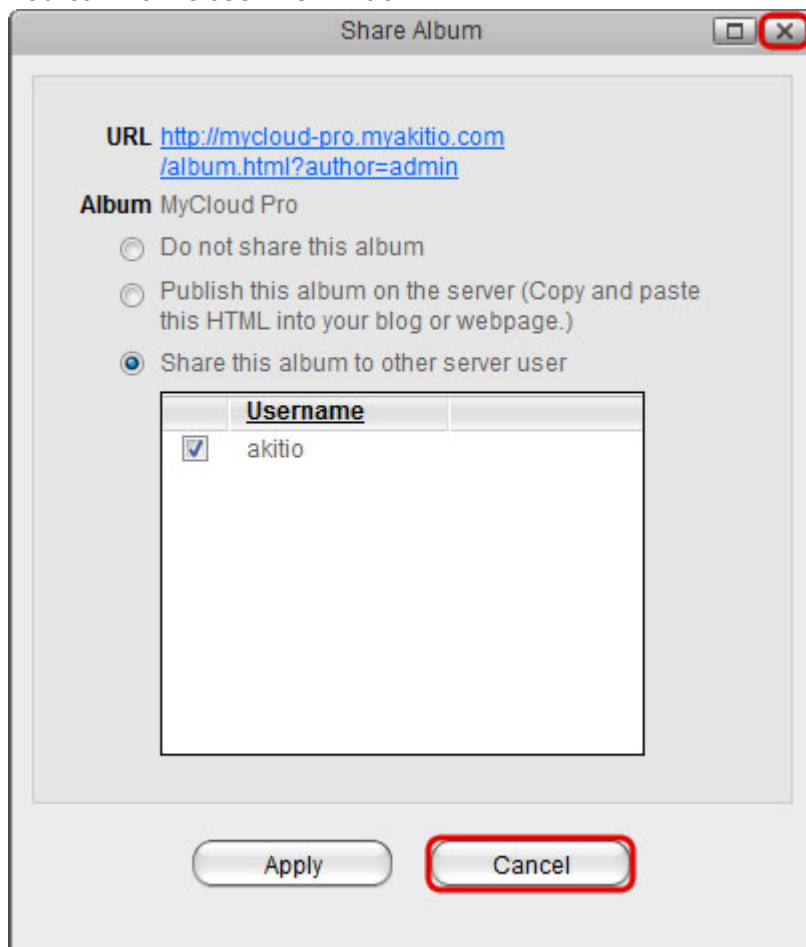 Share Album
URL http://mycloud-pro.myakitio.com
/album.html?author=admin
Album MyCloud Pro
Do not share this album
Publish this album on the server (Copy and paste
this HTML into your blog or webpage.)
Share this album to other server user
Username
akitio
Apply Cancel